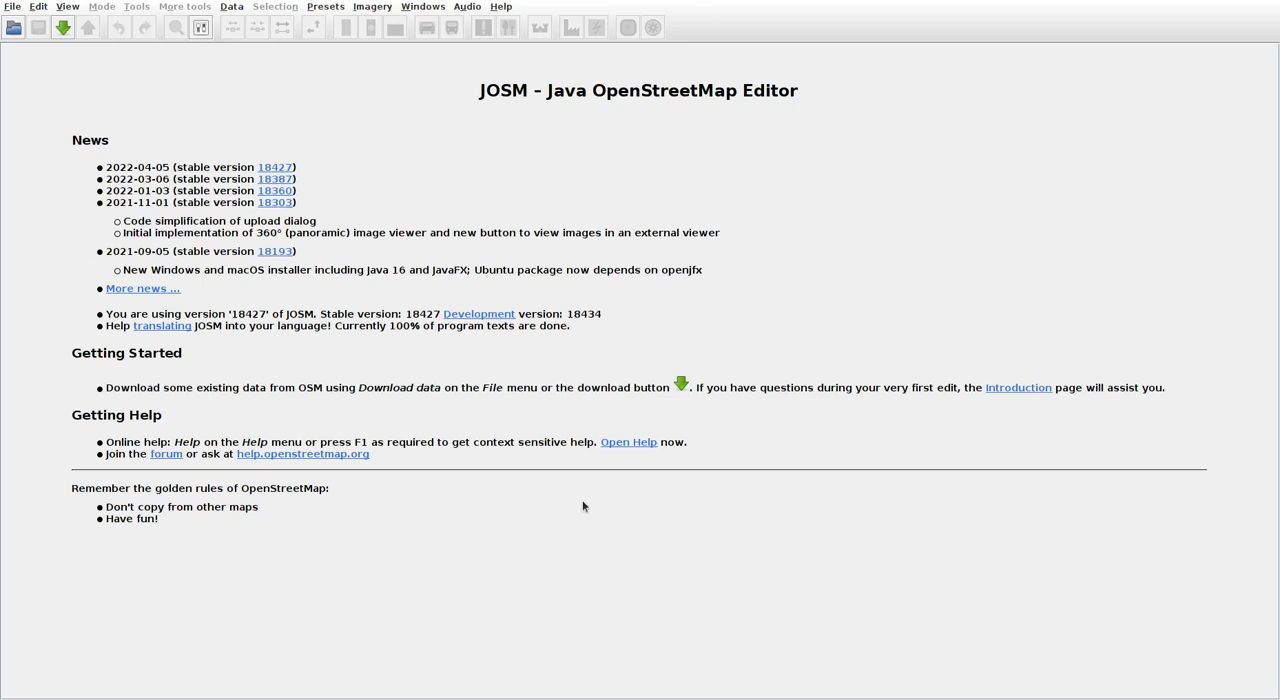 File Edit View Mode Tools More tools Data Selection Presets Imagery Windows Audio Help
JOSM – Java OpenStreetMap Editor
News
2022-04-05 (stable version 18427)
2022-03-06 (stable version 18387)
2022-01-03 (stable version 18360)
2021-11-01 (stable version 18303)
Code simplification of upload dialog
Initial implementation of 360° (panoramic) image viewer and new button to view images in an external viewer
2021-09-05 (stable version 18193)
New Windows and macOS installer including Java 16 and JavaFX; Ubuntu package now depends on openjfx
More news ...
You are using version '18427' of JOSM. Stable version: 18427 Development version: 18434
Help translating JOSM into your language! Currently 100% of program texts are done.
Getting Started
Download some existing data from OSM using Download data on the File menu or the download button . If you have questions during your very first edit, the Introduction page will assist you.
Getting Help
Online help: Help on the Help menu or press F1 as required to get context sensitive help. Open Help now.
Join the forum or ask at help.openstreetmap.org
Remember the golden rules of OpenStreetMap:
Don't copy from other maps
Have fun!